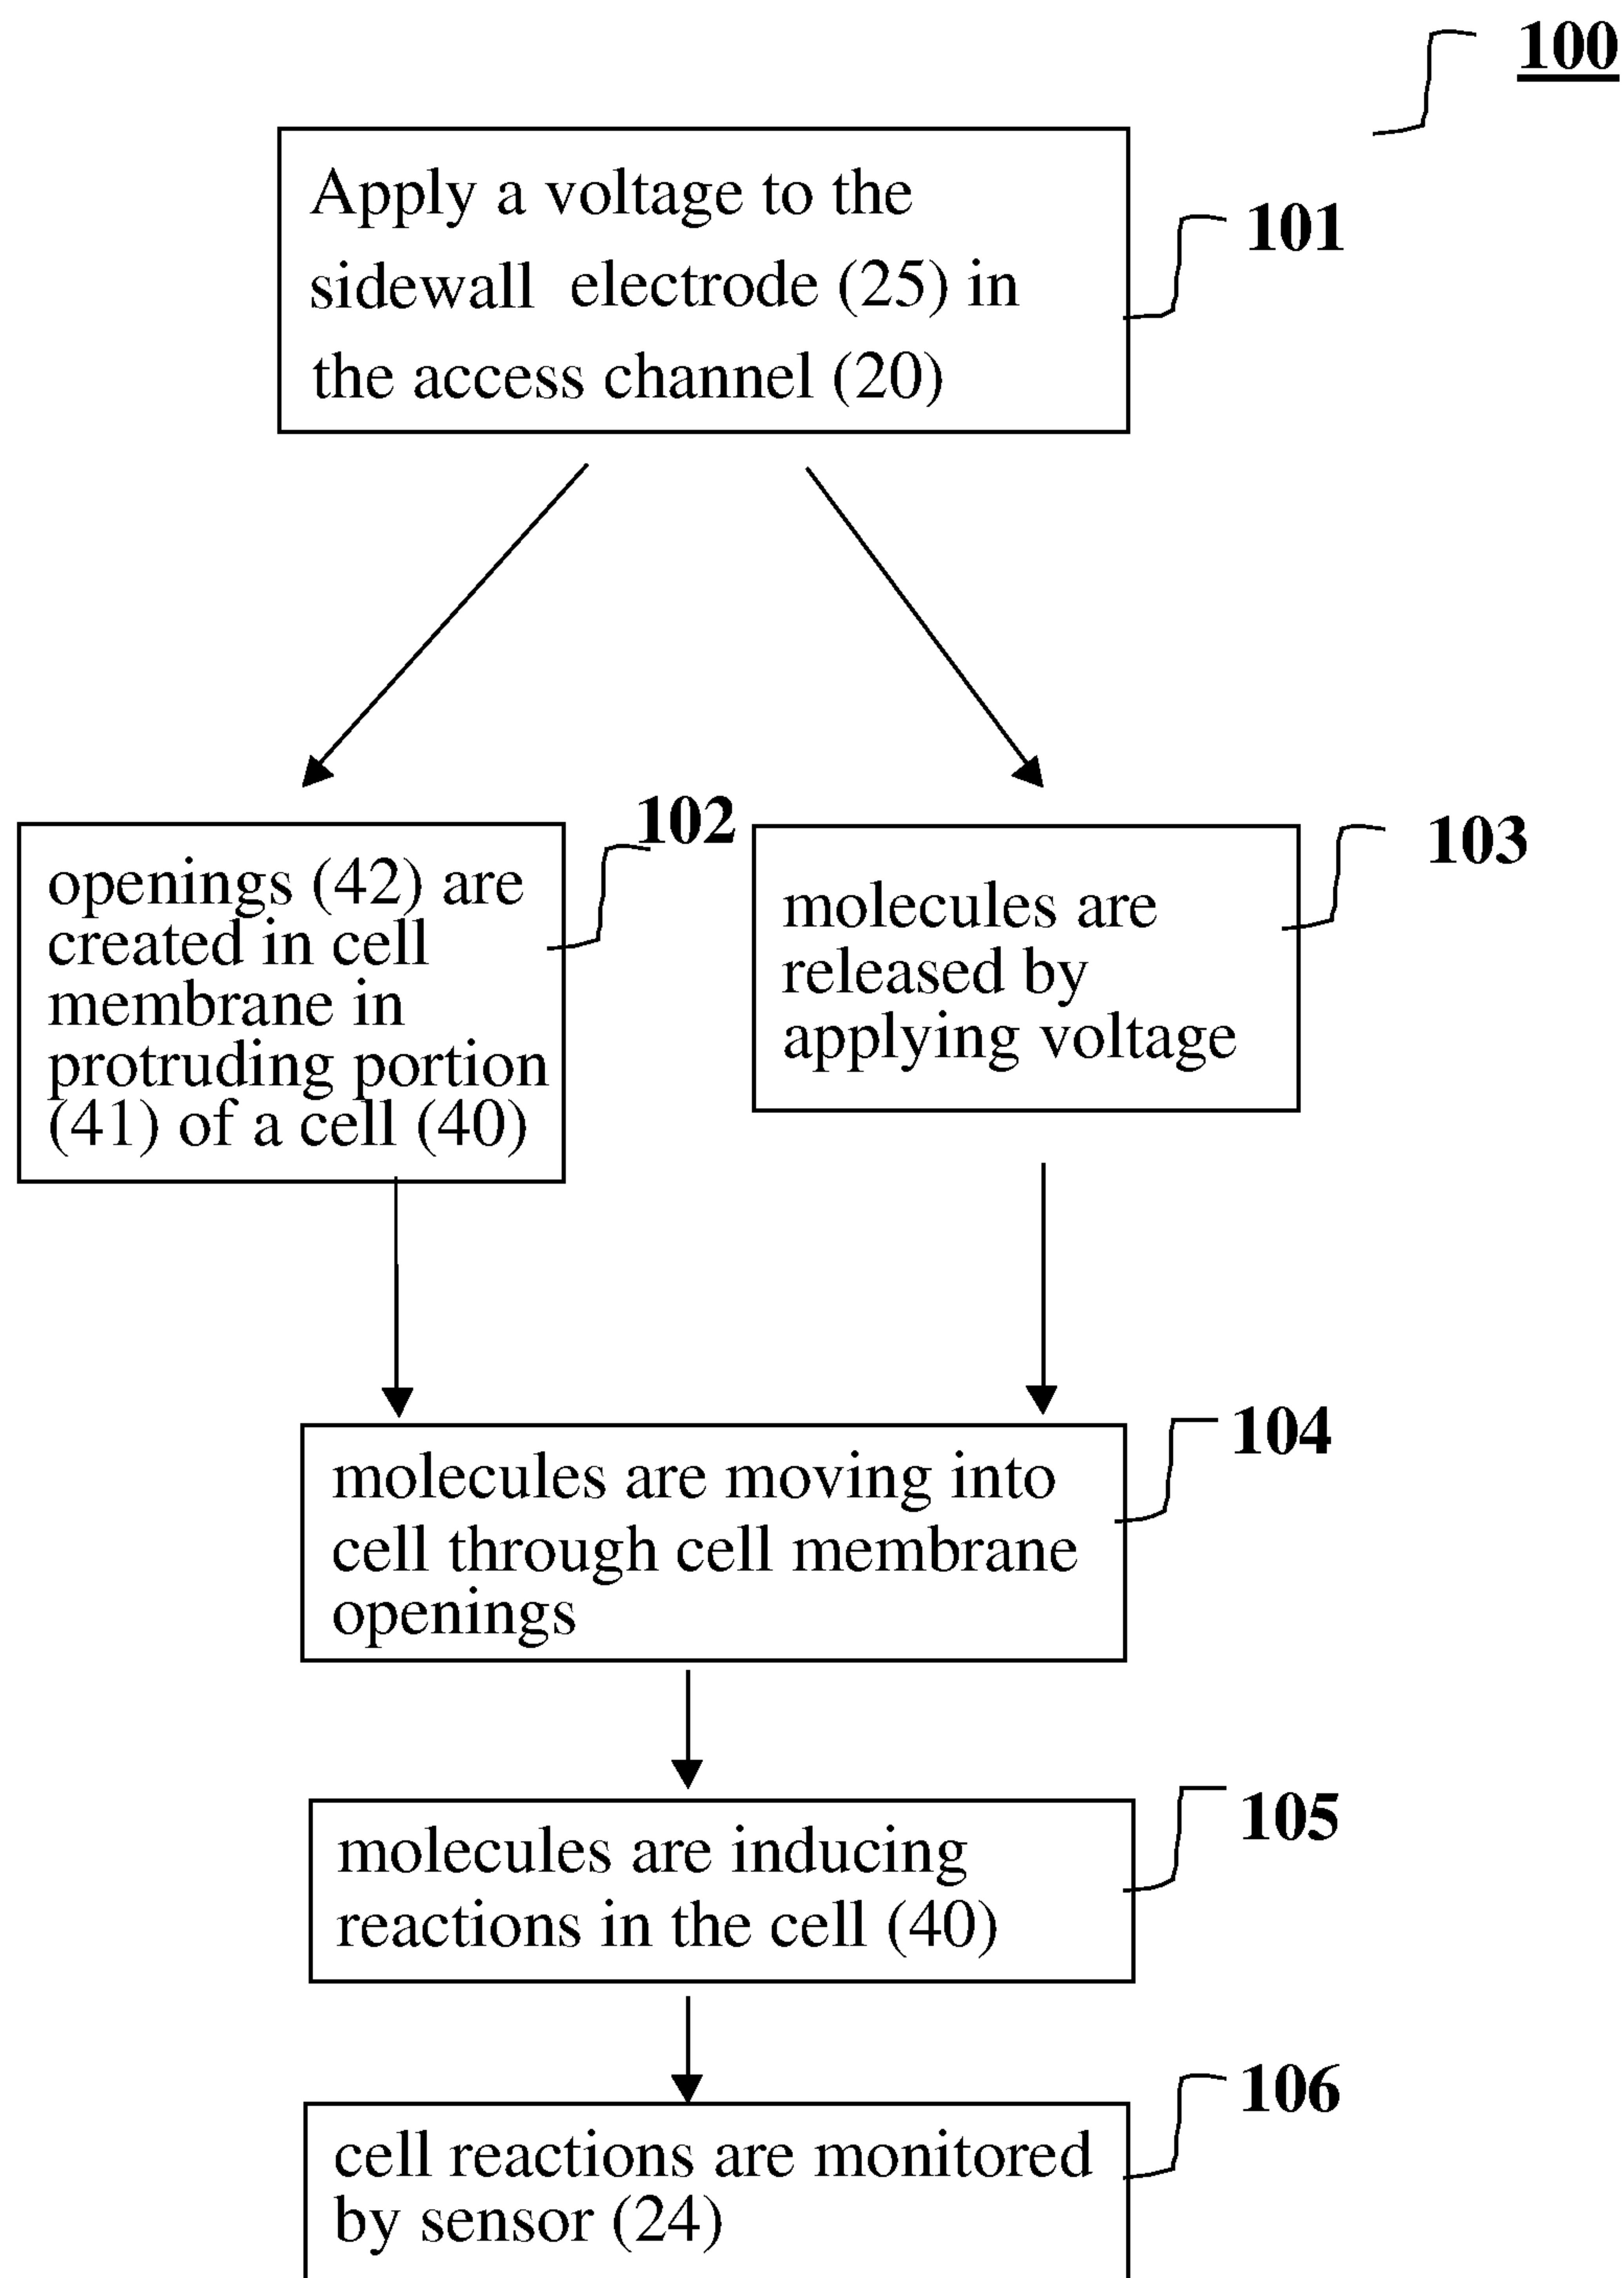 100
Apply a voltage to the
sidewall electrode (25) in
the access channel (20)
101
openings (42) are
created in cell
membrane in
protruding portion
(41) of a cell (40)
102
molecules are
released by
applying voltage
103
molecules are moving into
cell through cell membrane
openings
104
molecules are inducing
reactions in the cell (40)
105
cell reactions are monitored
by sensor (24)
106